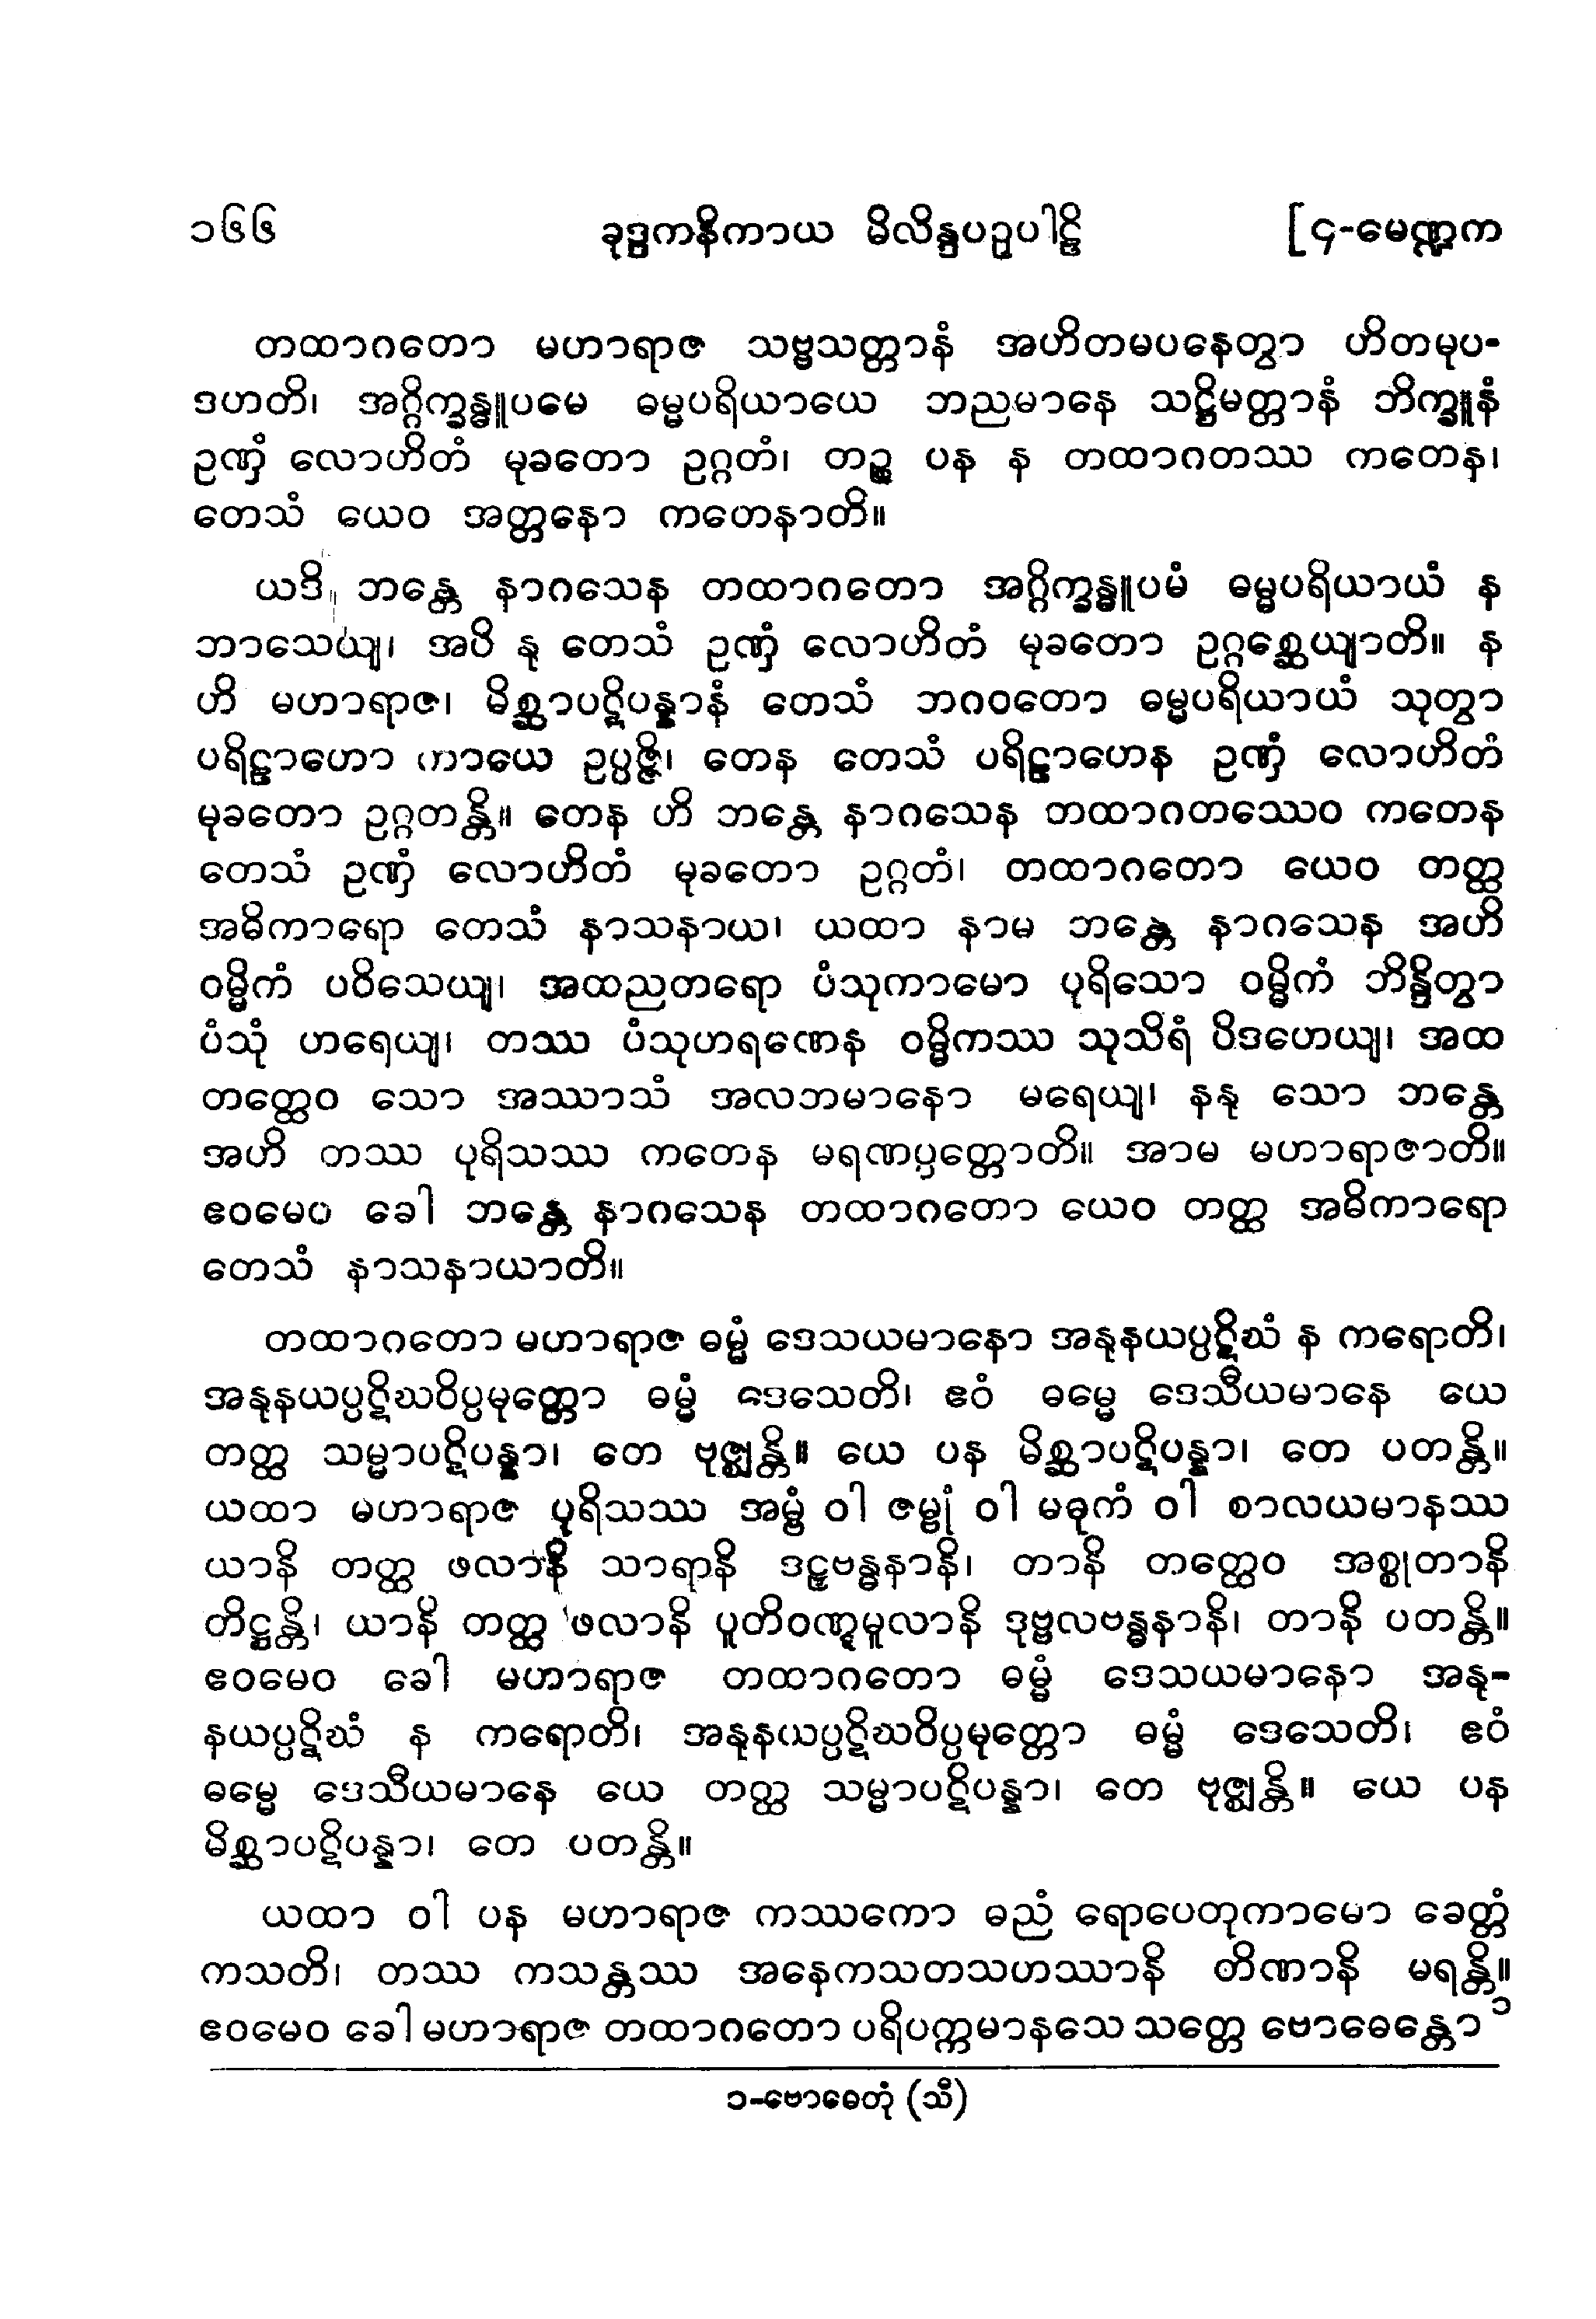 ၁၆၆ ခုဒ္ဒကနိကာယ မိလိန္ဒပဉှပါဠိ [၄-မေဏ္ဍက
တထာဂတော မဟာရာဇ သဗ္ဗသတ္တာနံ အဟိတမပနေတွာ ဟိတမုပ-
ဒဟတိ၊ အဂ္ဂိက္ခန္ဓူပမေ ဓမ္မပရိယာယေ ဘညမာနေ သဋ္ဌိမတ္တာနံ ဘိက္ခူနံ
ဥဏှံ လောဟိတံ မုခတော ဥဂ္ဂတံ၊ တဉ္စ ပန န တထာဂတဿ ကတေန၊
တေသံ ယေဝ အတ္တနော ကတေနာတိ။
ယဒိ ဘန္တေ နာဂသေန တထာဂတော အဂ္ဂိက္ခန္ဓူပမံ ဓမ္မပရိယာယံ န
ဘာသေယျ၊ အပိ နု တေသံ ဥဏှံ လောဟိတံ မုခတော ဥဂ္ဂစ္ဆေယျာတိ။ န
ဟိ မဟာရာဇ၊ မိစ္ဆာပဋိပန္နာနံ တေသံ ဘဂဝတော ဓမ္မပရိယာယံ သုတွာ
ပရိဠာဟော ကာယေ ဥပ္ပဇ္ဇိ၊ တေန တေသံ ပရိဠာဟေန ဥဏှံ လောဟိတံ
မုခတော ဥဂ္ဂတန္တိ။ တေန ဟိ ဘန္တေ နာဂသေန တထာဂတဿေဝ ကတေန
တေသံ ဥဏှံ လောဟိတံ မုခတော ဥဂ္ဂတံ၊ တထာဂတော ယေဝ တတ္ထ
အဓိကာရော တေသံ နာသနာယ၊ ယထာ နာမ ဘန္တေ နာဂသေန အဟိ
ဝမ္မိကံ ပဝိသေယျ၊ အထညတရော ပံသုကာမော ပုရိသော ဝမ္မိကံ ဘိန္ဒိတွာ
ပံသုံ ဟရေယျ၊ တဿ ပံသုဟရဏေန ဝမ္မိကဿ သုသိရံ ပိဒဟေယျ၊ အထ
တတ္ထေဝ သော အဿာသံ အလဘမာနော မရေယျ၊ နနု သော ဘန္တေ
အဟိ တဿ ပုရိသဿ ကတေန မရဏပ္ပတ္တောတိ။ အာမ မဟာရာဇာတိ။
ဧဝမေဝ ခေါ ဘန္တေ နာဂသေန တထာဂတော ယေဝ တတ္ထ အဓိကာရော
တေသံ နာသနာယာတိ။
တထာဂတော မဟာရာဇ ဓမ္မံ ဒေသယမာနော အနုနယပ္ပဋိဃံ န ကရောတိ၊
အနုနယပ္ပဋိဃဝိပ္ပမုတ္တော ဓမ္မံ ဒေသေတိ၊ ဧဝံ ဓမ္မေ ဒေသီယမာနေ ယေ
တတ္ထ သမ္မာပဋိပန္နာ၊ တေ ဗုဇ္ဈန္တိ။ ယေ ပန မိစ္ဆာပဋိပန္နာ၊ တေ ပတန္တိ။
ယထာ မဟာရာဇ ပုရိသဿ အမ္ဗံ ဝါ ဇမ္ဗုံ ဝါ မဓုကံ ဝါ စာလယမာနဿ
ယာနိ တတ္ထ ဖလာနိ သာရာနိ ဒဠှဗန္ဓနာနိ၊ တာနိ တတ္ထေဝ အစ္စုတာနိ
တိဋ္ဌန္တိ၊ ယာနိ တတ္ထ ဖလာနိ ပူတိဝဏ္ဋမူလာနိ ဒုဗ္ဗလဗန္ဓနာနိ၊ တာနိ ပတန္တိ။
ဧဝမေဝ ခေါ မဟာရာဇ တထာဂတော ဓမ္မံ ဒေသယမာနော အနု-
နယပ္ပဋိဃံ န ကရောတိ၊ အနုနယပ္ပဋိဃဝိပ္ပမုတ္တော ဓမ္မံ ဒေသေတိ၊ ဧဝံ
ဓမ္မေ ဒေသီယမာနေ ယေ တတ္ထ သမ္မာပဋိပန္နာ၊ တေ ဗုဇ္ဈန္တိ။ ယေ ပန
မိစ္ဆာပဋိပန္နာ၊ တေ ပတန္တိ။
ယထာ ဝါ ပန မဟာရာဇ ကဿကော ဓညံ ရောပေတုကာမော ခေတ္တံ
ကသတိ၊ တဿ ကသန္တဿ အနေကသတသဟဿာနိ တိဏာနိ မရန္တိ။
ဧဝမေဝ ခေါ မဟာရာဇ တထာဂတော ပရိပက္ကမာနသေ သတ္တေ ဗောဓေန္တော ၁
၁-ဗောဓေတုံ (သီ)